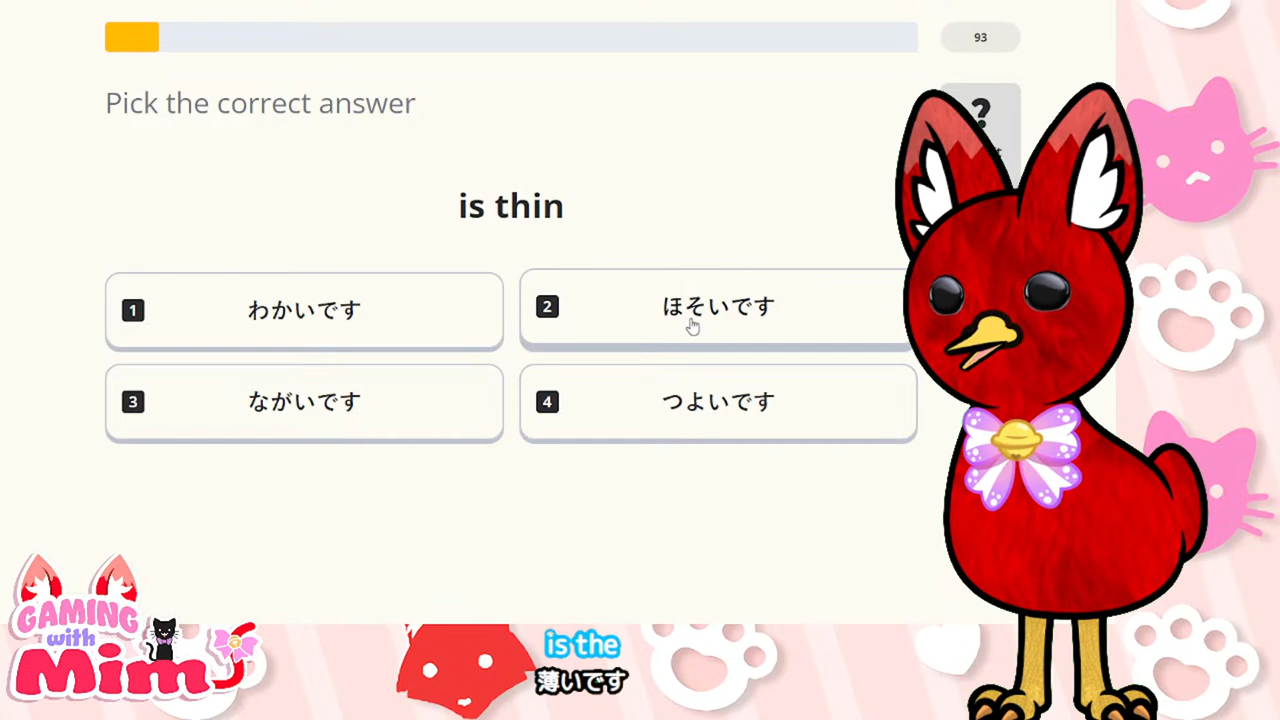 93
Pick the correct answer
?
is thin
1 わかいです
2 ほそいです
3 ながいです
4 つよいです
GAMING
with
Mim
is the
薄いです